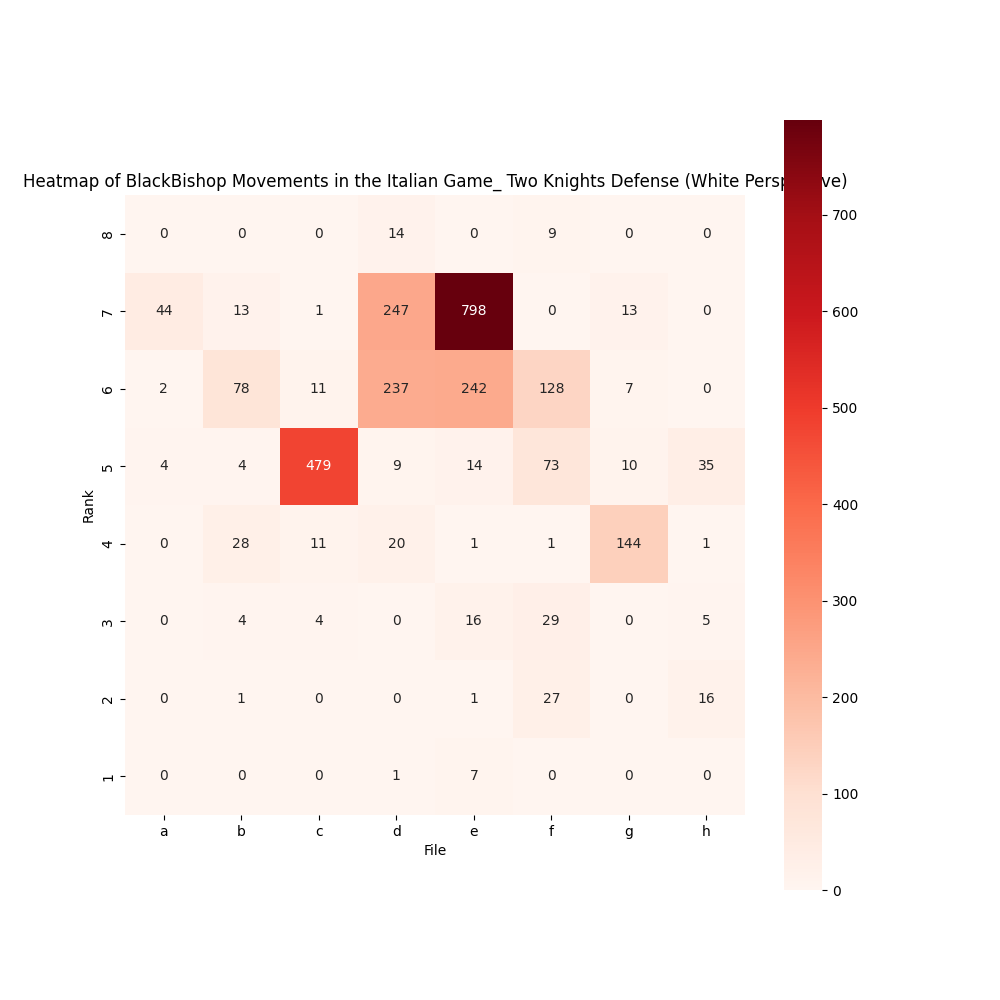 Heatmap of BlackBishop Movements in the Italian Game_ Two Knights Defense (White Persp ve)
8 0 0 0 14 0 9 0 0
7 44 13 1 247 798 0 13 0
6 2 78 11 237 242 128 7 0
5 4 4 479 9 14 73 10 35
4 0 28 11 20 1 1 144 1
3 0 4 4 0 16 29 0 5
2 0 1 0 0 1 27 0 16
1 0 0 0 1 7 0 0 0
a b c d e f g h
File
Rank
700
600
500
400
300
200
100
0